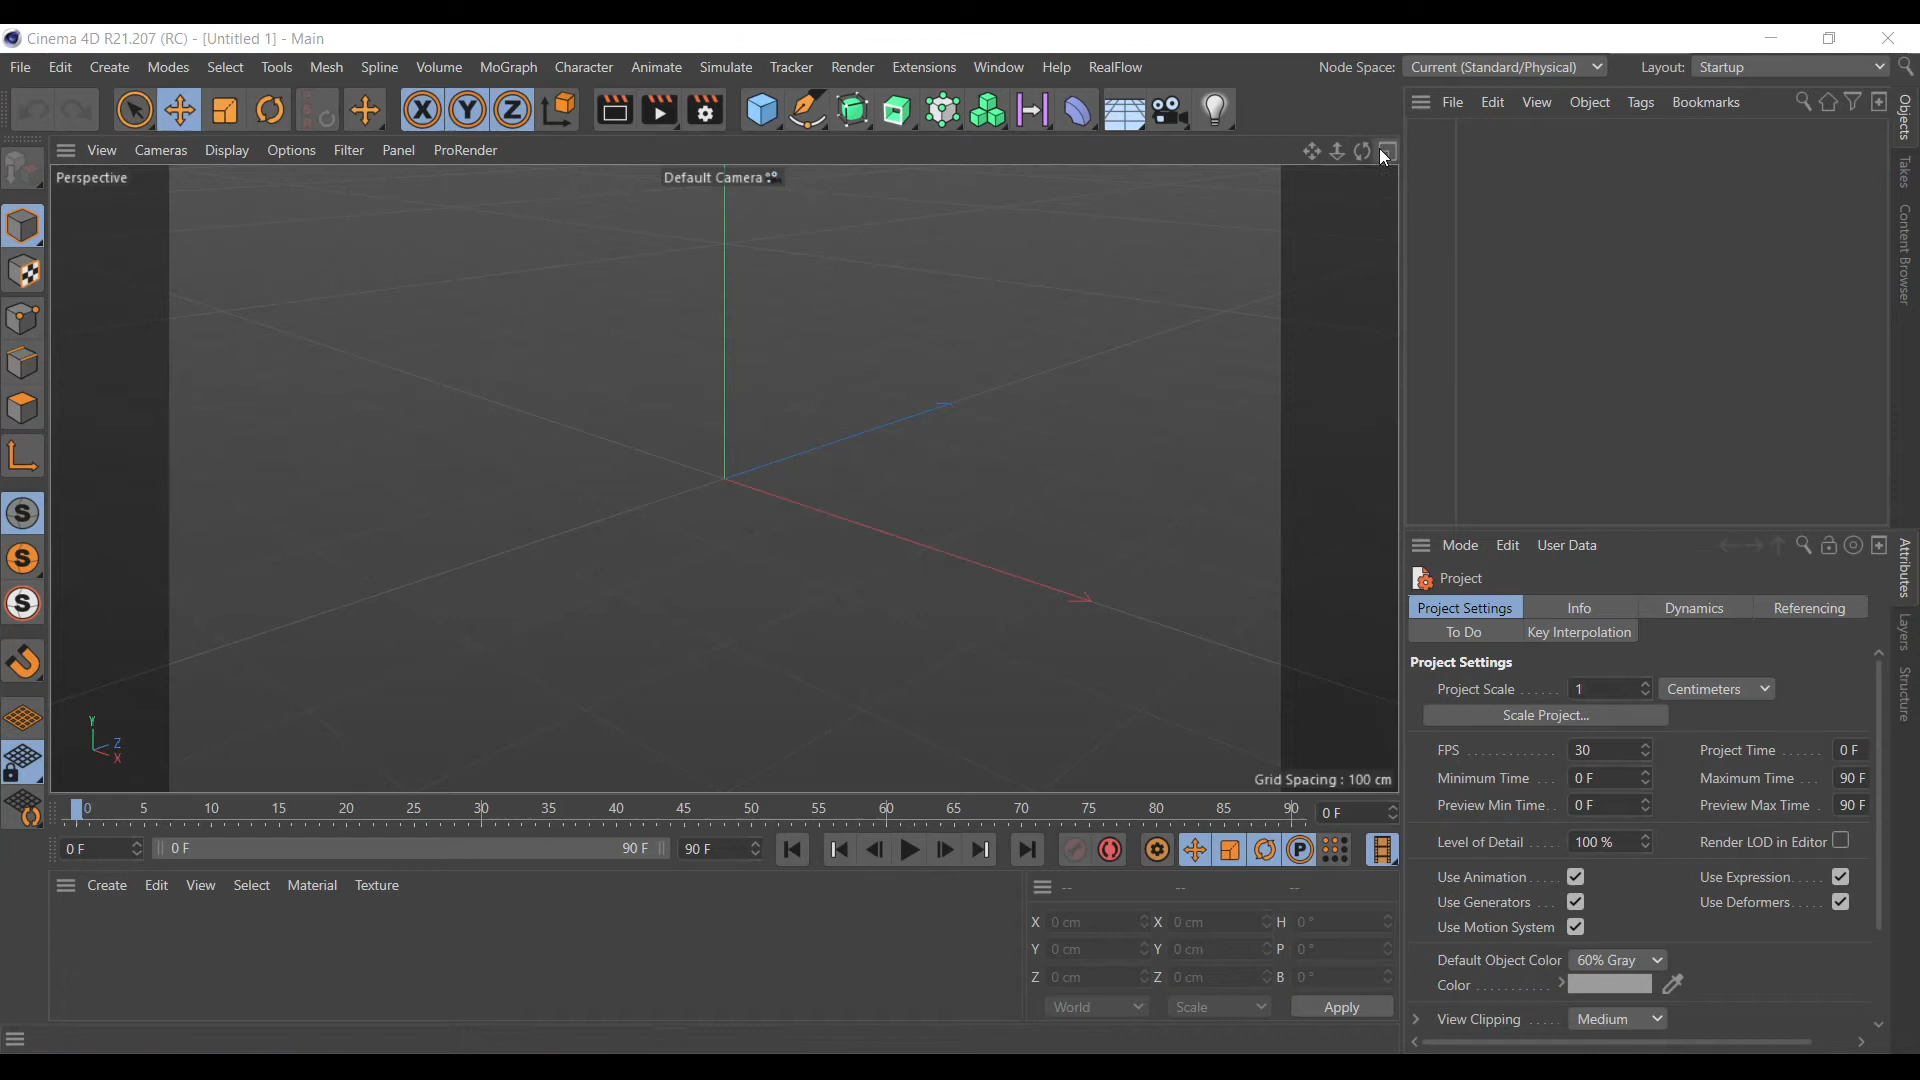 Cinema 4D R21.207 (RC) - [Untitled 1] - Main
File Edit Create Modes Select Tools Mesh Spline Volume MoGraph Character Animate Simulate Tracker Render Extensions Window Help RealFlow Node Space: Current (Standard/Physical) Layout: Startup
PSR
X Y Z
File Edit View Object Tags Bookmarks
Objects
Takes
Content Browser
View Cameras Display Options Filter Panel ProRender
Perspective
Default Camera
Y
Z
X
Grid Spacing : 100 cm
S
S
S
Mode Edit User Data
Attributes
Layers
Structure
Project
Project Settings Info Dynamics Referencing
To Do Key Interpolation
Project Settings
Project Scale ...... 1 Centimeters
Scale Project...
FPS ............. 30 Project Time ...... 0 F
Minimum Time ... 0 F Maximum Time ... 90 F
Preview Min Time. . 0 F Preview Max Time . 90 F
Level of Detail ..... 100 % Render LOD in Editor
Use Animation..... Use Expression.....
Use Generators ... Use Deformers.....
Use Motion System
Default Object Color 60% Gray
Color ...........
View Clipping ..... Medium
0 5 10 15 20 25 30 35 40 45 50 55 60 65 70 75 80 85 90 0 F
0 F 0 F 90 F 90 F P
Create Edit View Select Material Texture
-- -- --
X 0 cm X 0 cm H 0 °
Y 0 cm Y 0 cm P 0 °
Z 0 cm Z 0 cm B 0 °
World Scale Apply